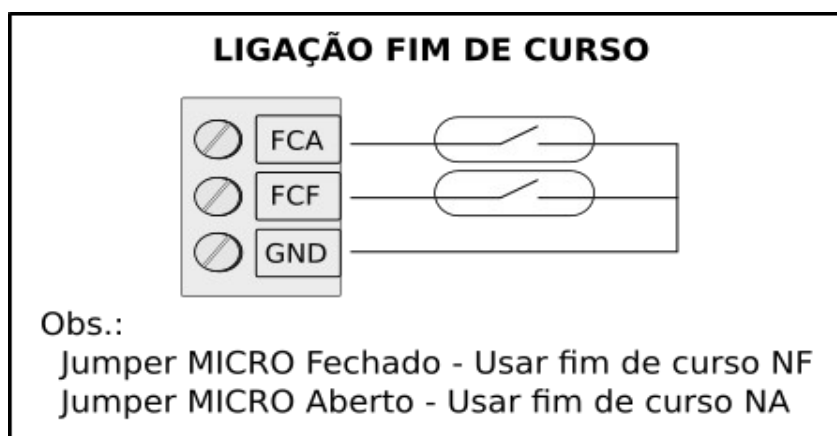 LIGAÇÃO FIM DE CURSO
FCA
FCF
GND
Obs.:
Jumper MICRO Fechado - Usar fim de curso NF
Jumper MICRO Aberto - Usar fim de curso NA